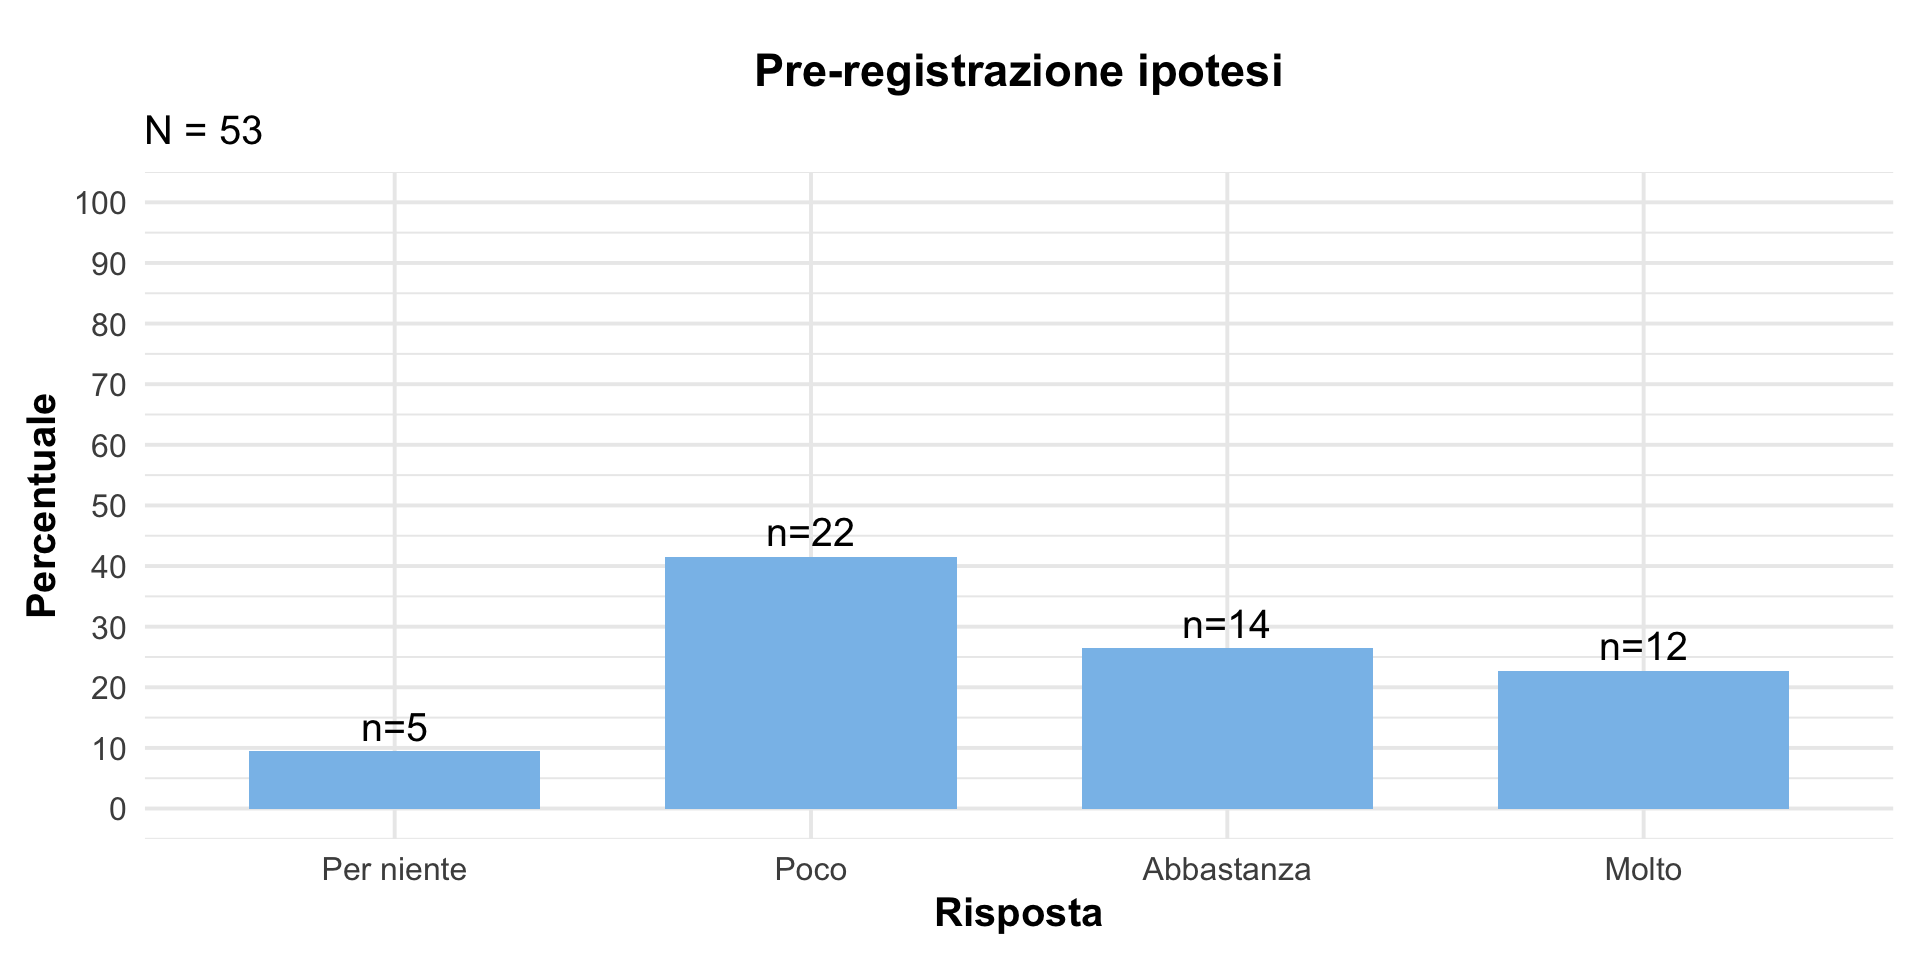 Pre-registrazione ipotesi
N = 53
100
90
80
70
60
50
40
30
20
10
0
Percentuale
n=5
n=22
n=14
n=12
Per niente
Poco
Abbastanza
Molto
Risposta